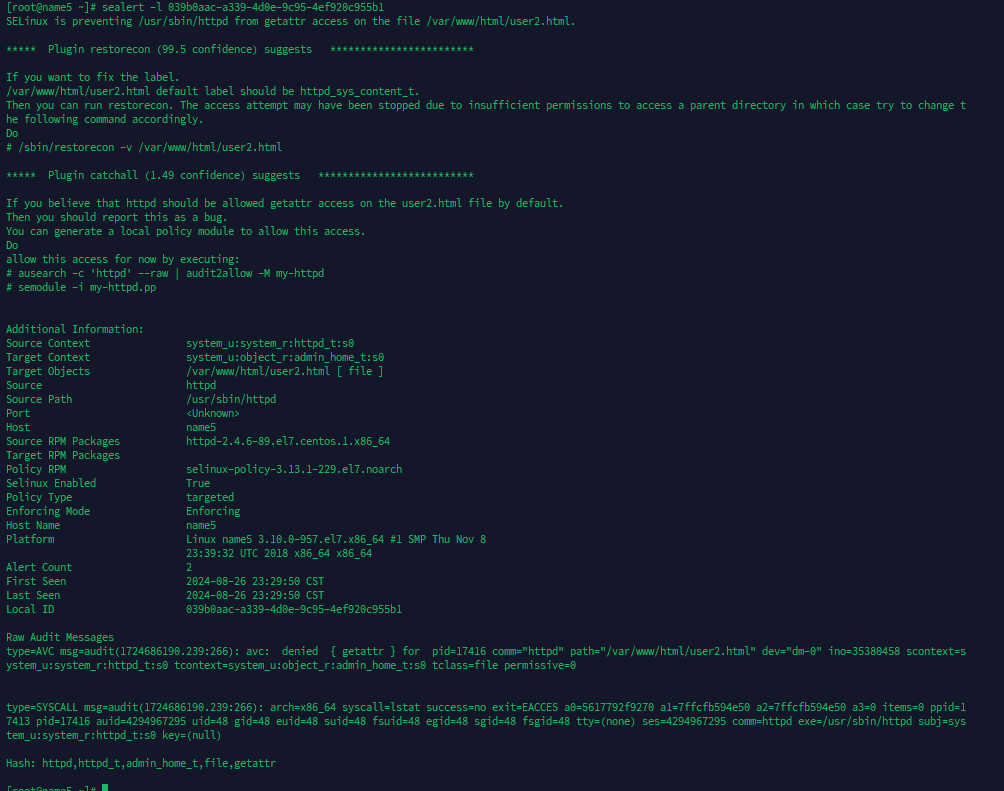 [root@name5 ~]# sealert -l 039b0aac-a339-4d0e-9c95-4ef920c955b1
SELinux is preventing /usr/sbin/httpd from getattr access on the file /var/www/html/user2.html.
*****  Plugin restorecon (99.5 confidence) suggests   ************************
If you want to fix the label.
/var/www/html/user2.html default label should be httpd_sys_content_t.
Then you can run restorecon. The access attempt may have been stopped due to insufficient permissions to access a parent directory in which case try to change t
he following command accordingly.
Do
# /sbin/restorecon -v /var/www/html/user2.html
*****  Plugin catchall (1.49 confidence) suggests   **************************
If you believe that httpd should be allowed getattr access on the user2.html file by default.
Then you should report this as a bug.
You can generate a local policy module to allow this access.
Do
allow this access for now by executing:
# ausearch -c 'httpd' --raw | audit2allow -M my-httpd
# semodule -i my-httpd.pp
Additional Information:
Source Context                system_u:system_r:httpd_t:s0
Target Context                system_u:object_r:admin_home_t:s0
Target Objects                /var/www/html/user2.html [ file ]
Source                        httpd
Source Path                   /usr/sbin/httpd
Port                          <Unknown>
Host                          name5
Source RPM Packages           httpd-2.4.6-89.el7.centos.1.x86_64
Target RPM Packages
Policy RPM                    selinux-policy-3.13.1-229.el7.noarch
Selinux Enabled               True
Policy Type                   targeted
Enforcing Mode                Enforcing
Host Name                     name5
Platform                      Linux name5 3.10.0-957.el7.x86_64 #1 SMP Thu Nov 8
                              23:39:32 UTC 2018 x86_64 x86_64
Alert Count                   2
First Seen                    2024-08-26 23:29:50 CST
Last Seen                     2024-08-26 23:29:50 CST
Local ID                      039b0aac-a339-4d0e-9c95-4ef920c955b1
Raw Audit Messages
type=AVC msg=audit(1724686190.239:266): avc:  denied  { getattr } for  pid=17416 comm="httpd" path="/var/www/html/user2.html" dev="dm-0" ino=35380458 scontext=s
ystem_u:system_r:httpd_t:s0 tcontext=system_u:object_r:admin_home_t:s0 tclass=file permissive=0
type=SYSCALL msg=audit(1724686190.239:266): arch=x86_64 syscall=lstat success=no exit=EACCES a0=5617792f9270 a1=7ffcfb594e50 a2=7ffcfb594e50 a3=0 items=0 ppid=1
7413 pid=17416 auid=4294967295 uid=48 gid=48 euid=48 suid=48 fsuid=48 egid=48 sgid=48 fsgid=48 tty=(none) ses=4294967295 comm=httpd exe=/usr/sbin/httpd subj=sys
tem_u:system_r:httpd_t:s0 key=(null)
Hash: httpd,httpd_t,admin_home_t,file,getattr
[root@name5 ~]#